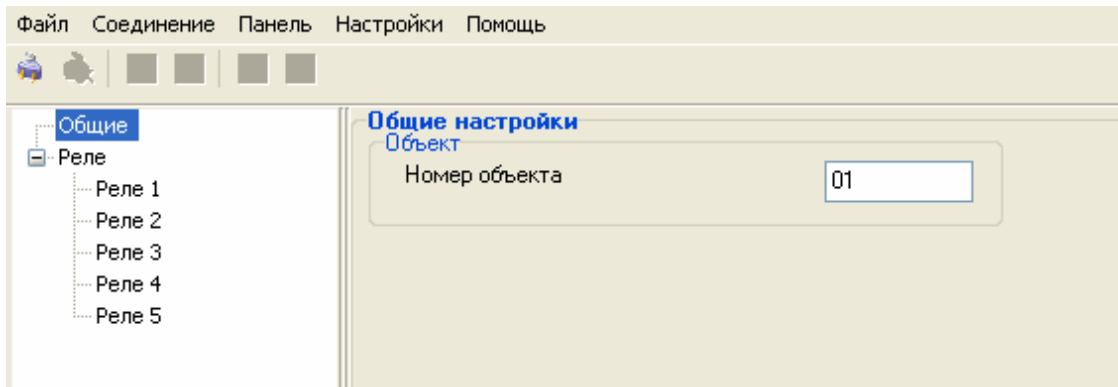 Файл Соединение Панель Настройки Помощь
Общие
Реле
Реле 1
Реле 2
Реле 3
Реле 4
Реле 5
Общие настройки
Объект
Номер объекта 01